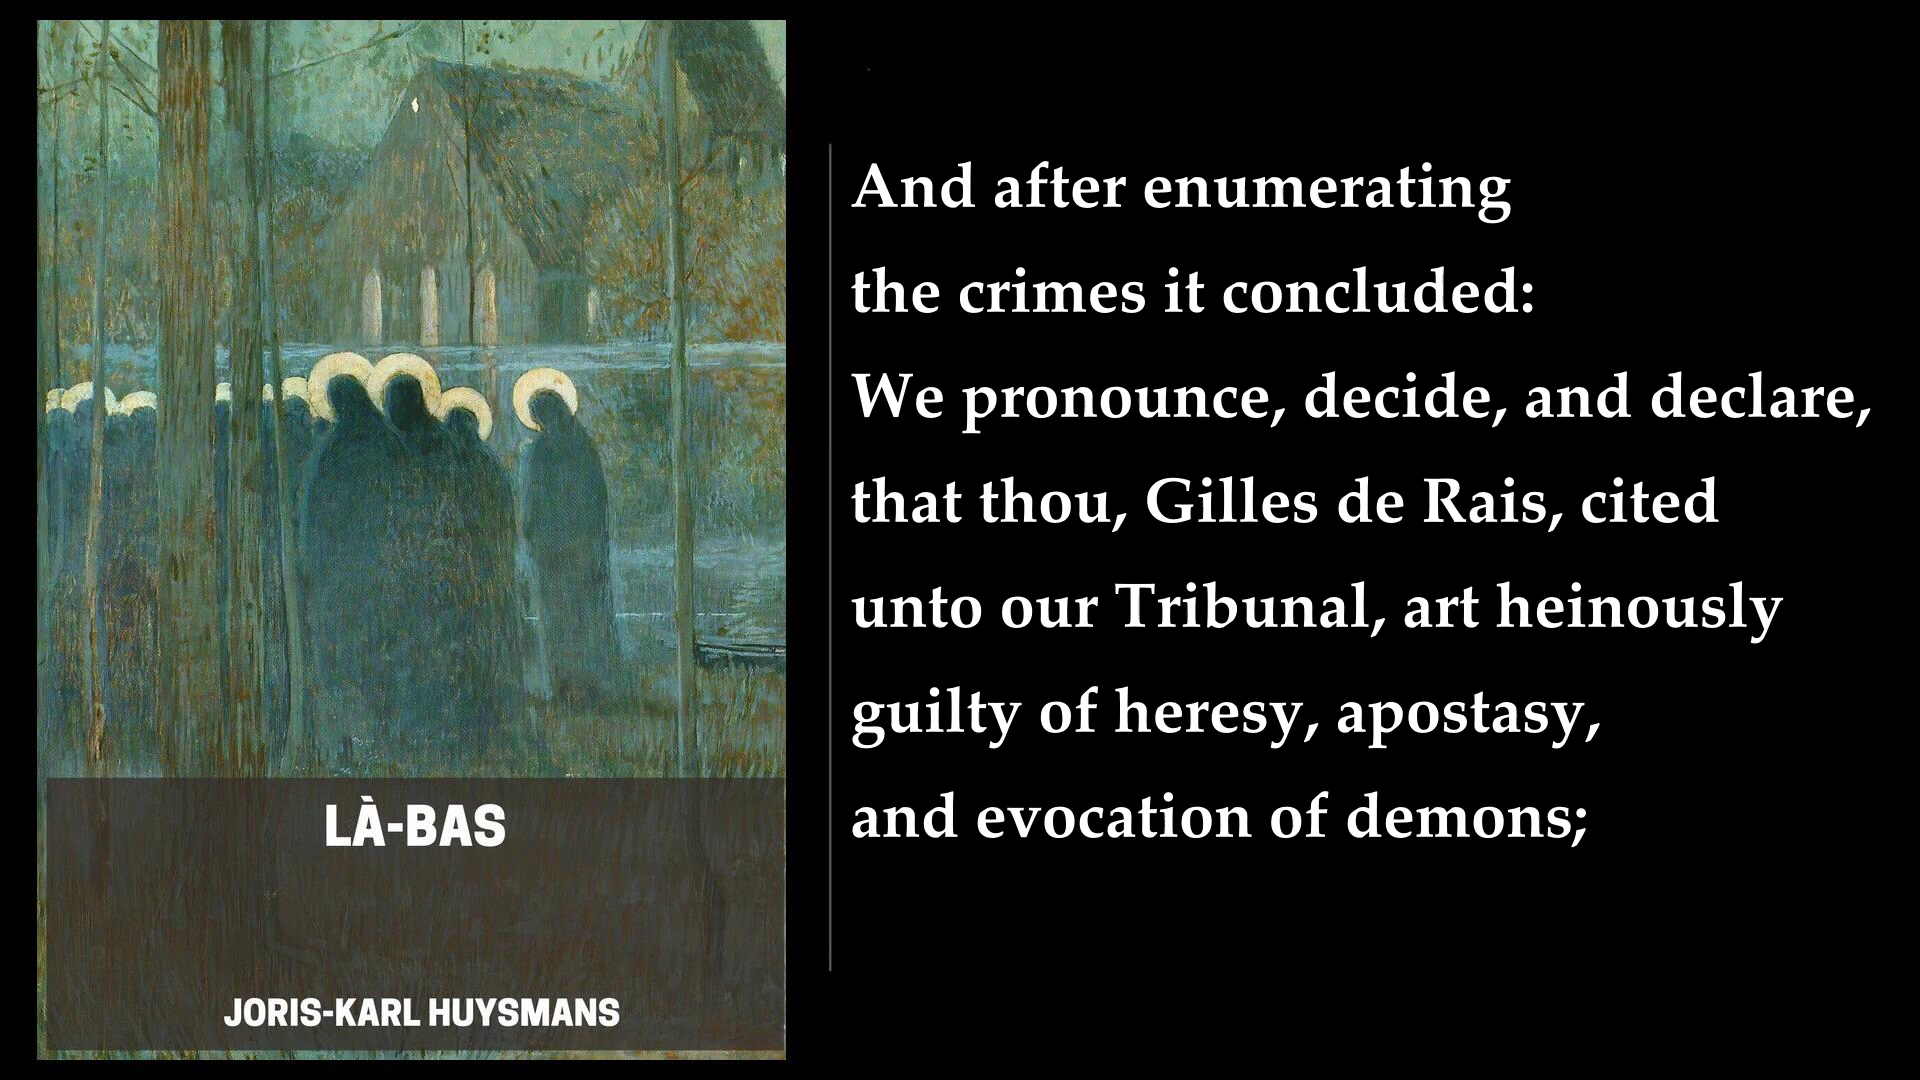 LÀ-BAS
JORIS-KARL HUYSMANS
And after enumerating
the crimes it concluded:
We pronounce, decide, and declare,
that thou, Gilles de Rais, cited
unto our Tribunal, art heinously
guilty of heresy, apostasy,
and evocation of demons;